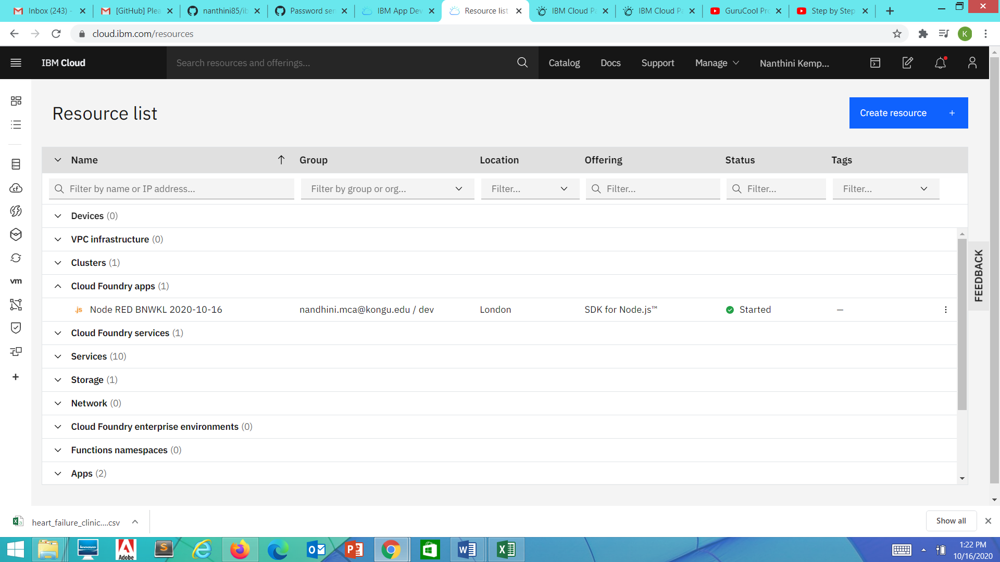 Inbox (243) -
[GitHub] Plea
nanthini85/ib
Password ser
IBM App Dev
Resource list
IBM Cloud Pa
IBM Cloud Pa
GuruCool Pro
Step by Step
cloud.ibm.com/resources
K
IBM Cloud
Search resources and offerings...
Catalog
Docs
Support
Manage
Nanthini Kemp...
Resource list
Create resource +
Name
Group
Location
Offering
Status
Tags
Filter by name or IP address...
Filter by group or org...
Filter...
Filter...
Filter...
Filter...
Devices (0)
VPC infrastructure (0)
Clusters (1)
Cloud Foundry apps (1)
.js Node RED BNWKL 2020-10-16 nandhini.mca@kongu.edu / dev London SDK for Node.js™ Started —
Cloud Foundry services (1)
Services (10)
Storage (1)
Network (0)
Cloud Foundry enterprise environments (0)
Functions namespaces (0)
Apps (2)
cf
vm
FEEDBACK
heart_failure_clinic....csv
Show all
Adobe
1:22 PM
10/16/2020